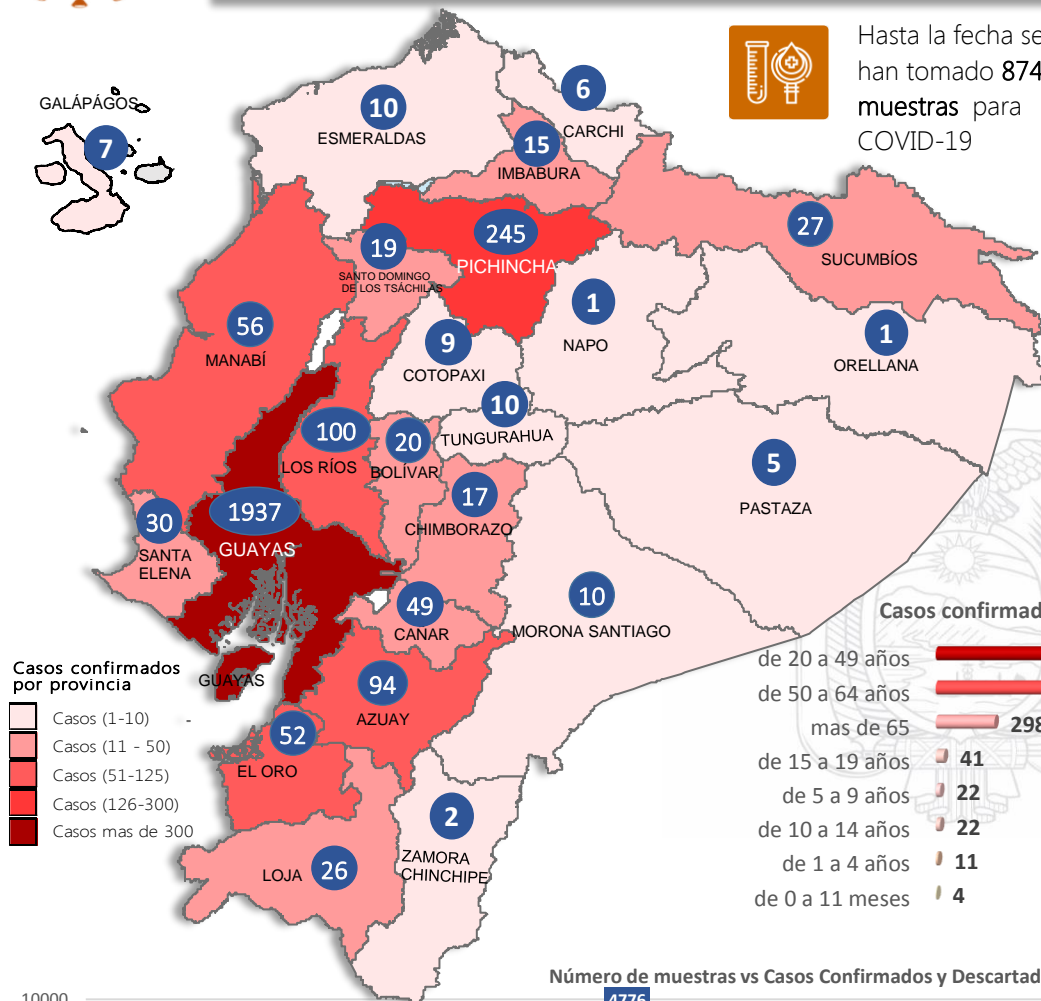 Hasta la fecha se
han tomado 874
muestras para
COVID-19
GALÁPAGOS
7
10
ESMERALDAS
6
CARCHI
15
IMBABURA
27
SUCUMBÍOS
245
PICHINCHA
19
SANTO DOMINGO
DE LOS TSÁCHILAS
56
MANABÍ
1
NAPO
1
ORELLANA
9
COTOPAXI
10
TUNGURAHUA
100
LOS RÍOS
20
BOLÍVAR
5
PASTAZA
17
CHIMBORAZO
30
SANTA
ELENA
1937
GUAYAS
49
CANAR
10
MORONA SANTIAGO
GUAYAS
94
AZUAY
52
EL ORO
2
ZAMORA
CHINCHIPE
LOJA
26
Casos confirmados
por provincia
Casos (1-10)
Casos (11 - 50)
Casos (51-125)
Casos (126-300)
Casos mas de 300
Casos confirmad
de 20 a 49 años
de 50 a 64 años
mas de 65 298
de 15 a 19 años 41
de 5 a 9 años 22
de 10 a 14 años 22
de 1 a 4 años 11
de 0 a 11 meses 4
Número de muestras vs Casos Confirmados y Descartad
10000
4776